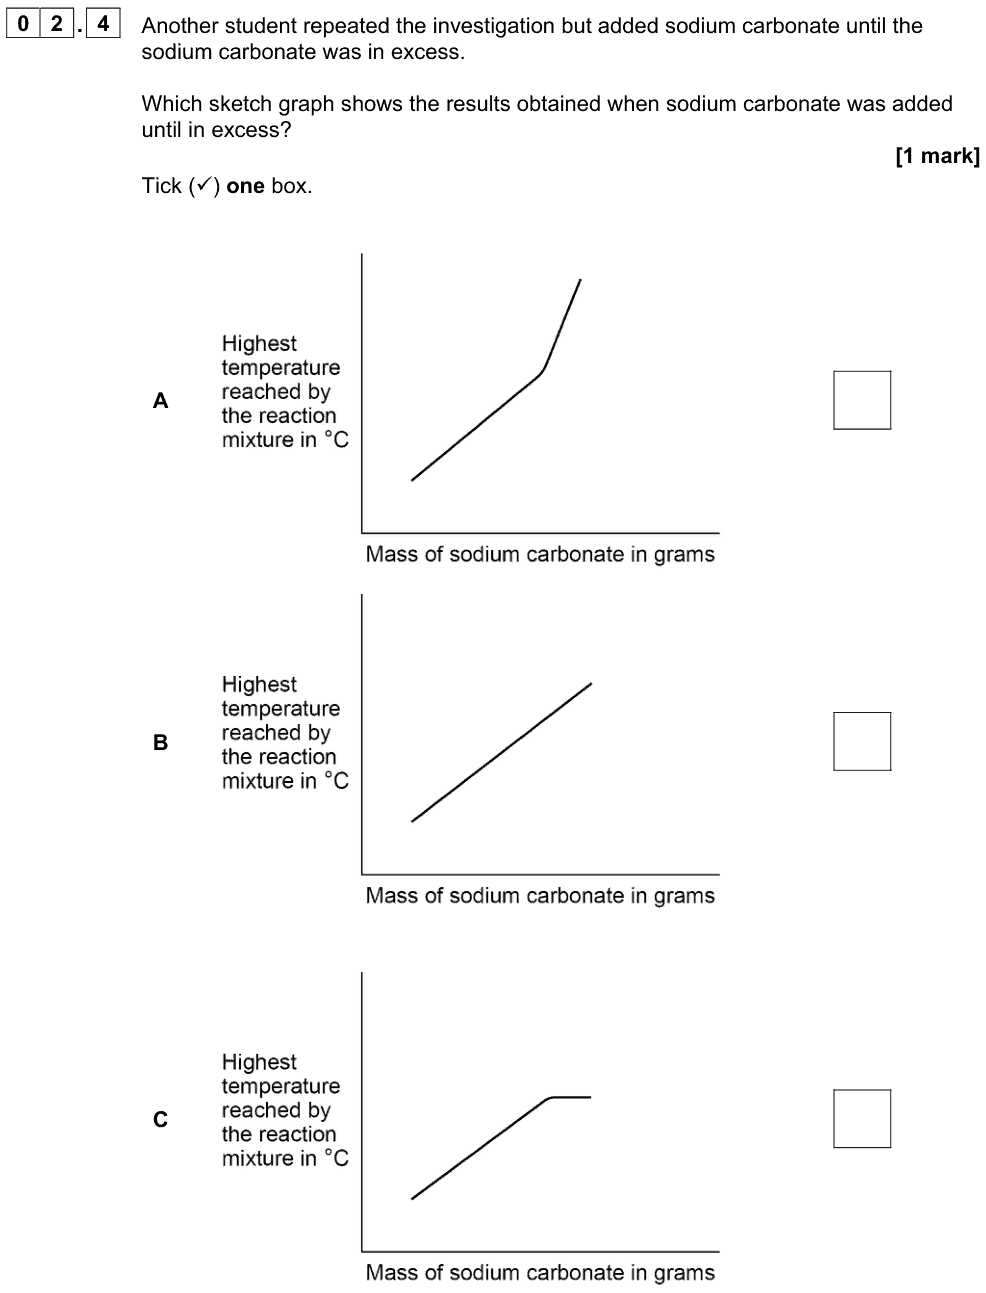 02.4 Another student repeated the investigation but added sodium carbonate until the
sodium carbonate was in excess.
Which sketch graph shows the results obtained when sodium carbonate was added
until in excess?
[1 mark]
Tick (✓) one box.
A
Highest
temperature
reached by
the reaction
mixture in °C
Mass of sodium carbonate in grams
B
Highest
temperature
reached by
the reaction
mixture in °C
Mass of sodium carbonate in grams
C
Highest
temperature
reached by
the reaction
mixture in °C
Mass of sodium carbonate in grams